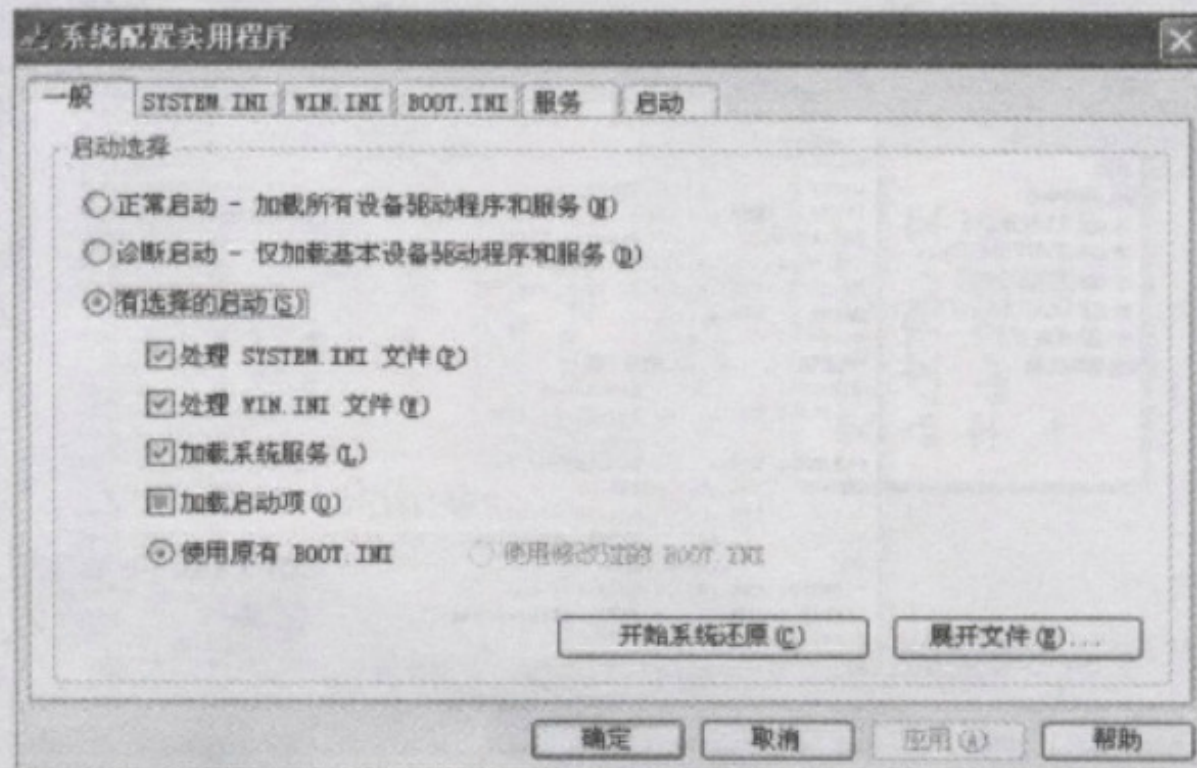 系统配置实用程序
一般 SYSTEM.INI WIN.INI BOOT.INI 服务 启动
启动选择
正常启动 - 加载所有设备驱动程序和服务(N)
诊断启动 - 仅加载基本设备驱动程序和服务(D)
有选择的启动(S)
处理 SYSTEM.INI 文件(P)
处理 WIN.INI 文件(W)
加载系统服务(L)
加载启动项(O)
使用原有 BOOT.INI 使用修改过的 BOOT.INI
开始系统还原(C) 展开文件(E)...
确定 取消 应用(A) 帮助